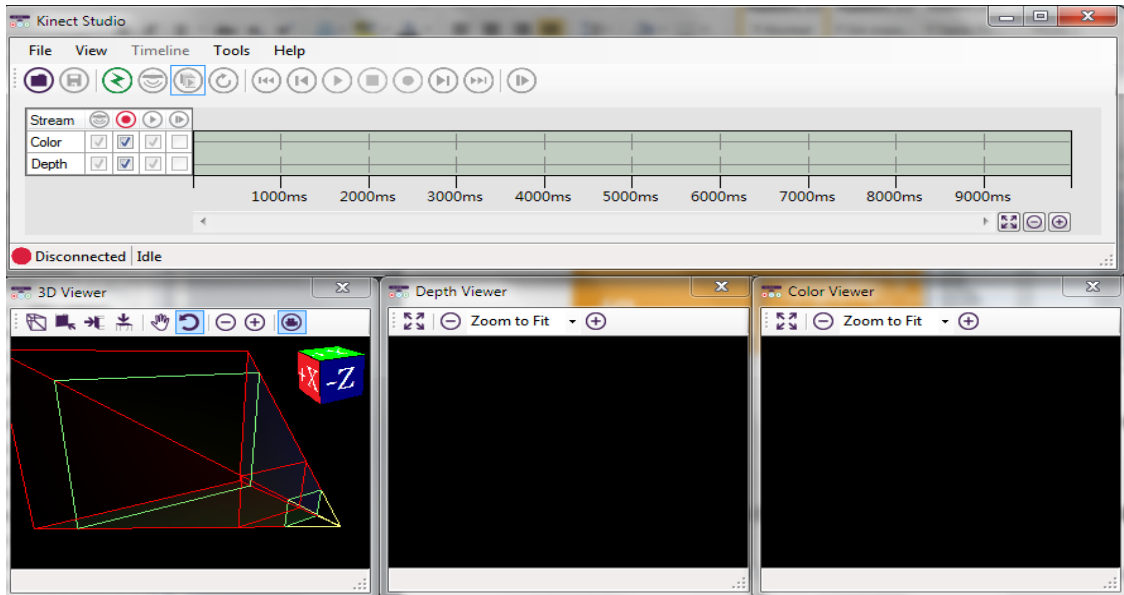 Kinect Studio
File View Timeline Tools Help
Stream
Color
Depth
1000ms 2000ms 3000ms 4000ms 5000ms 6000ms 7000ms 8000ms 9000ms
Disconnected Idle
3D Viewer
+X -Z
Depth Viewer
Zoom to Fit
Color Viewer
Zoom to Fit